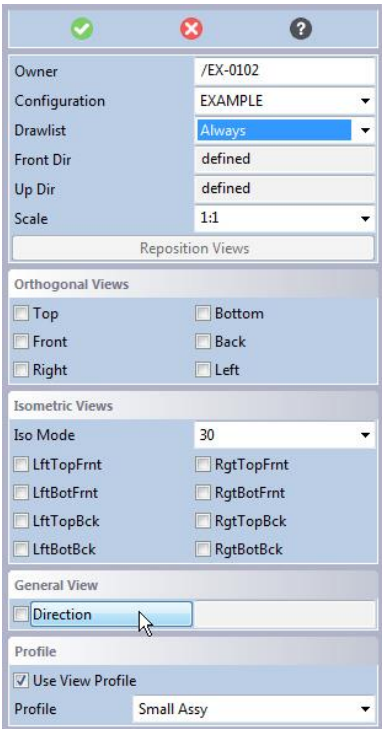 Owner /EX-0102
Configuration EXAMPLE
Drawlist Always
Front Dir defined
Up Dir defined
Scale 1:1
Reposition Views
Orthogonal Views
Top Bottom
Front Back
Right Left
Isometric Views
Iso Mode 30
LftTopFrnt RgtTopFrnt
LftBotFrnt RgtBotFrnt
LftTopBck RgtTopBck
LftBotBck RgtBotBck
General View
Direction
Profile
Use View Profile
Profile Small Assy